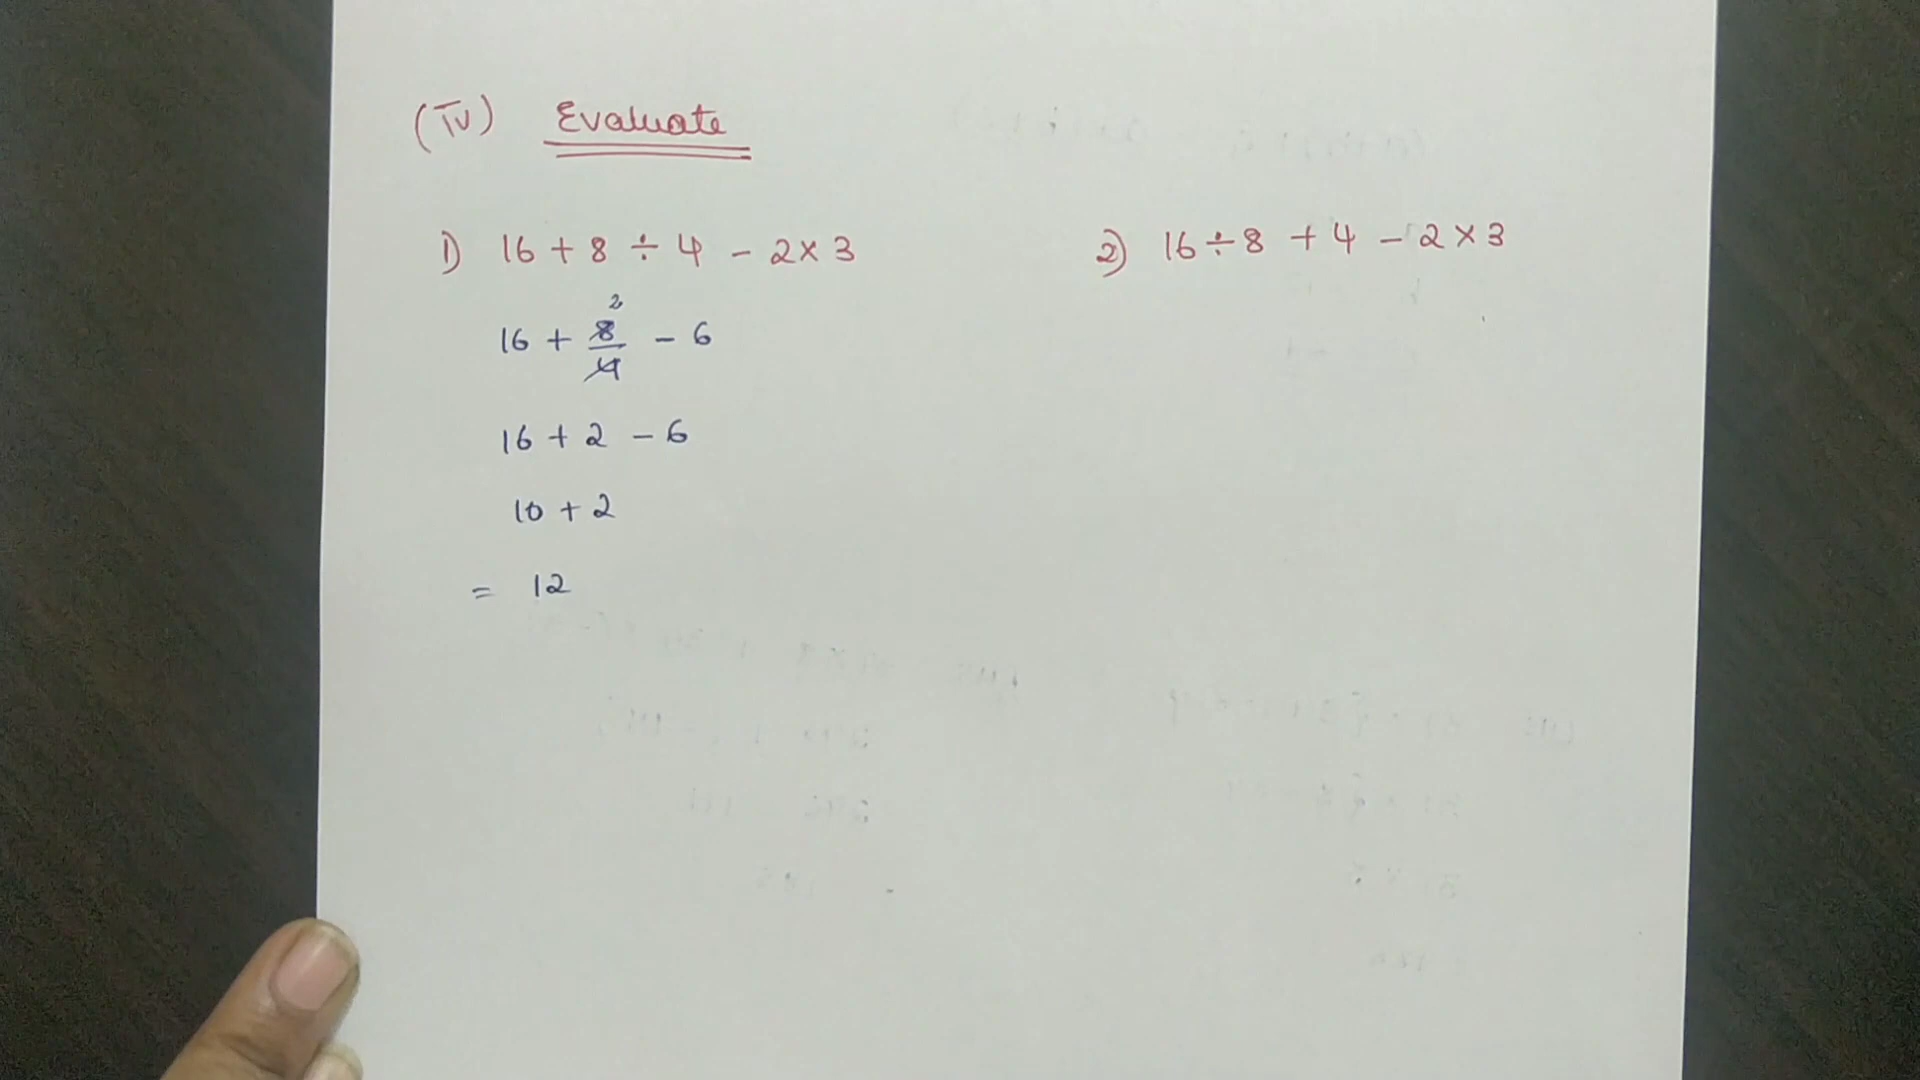 (IV) Evaluate
1) 16 + 8 ÷ 4 - 2 × 3
2
16 + 8/4 - 6
16 + 2 - 6
10 + 2
= 12
2) 16 ÷ 8 + 4 - 2 × 3